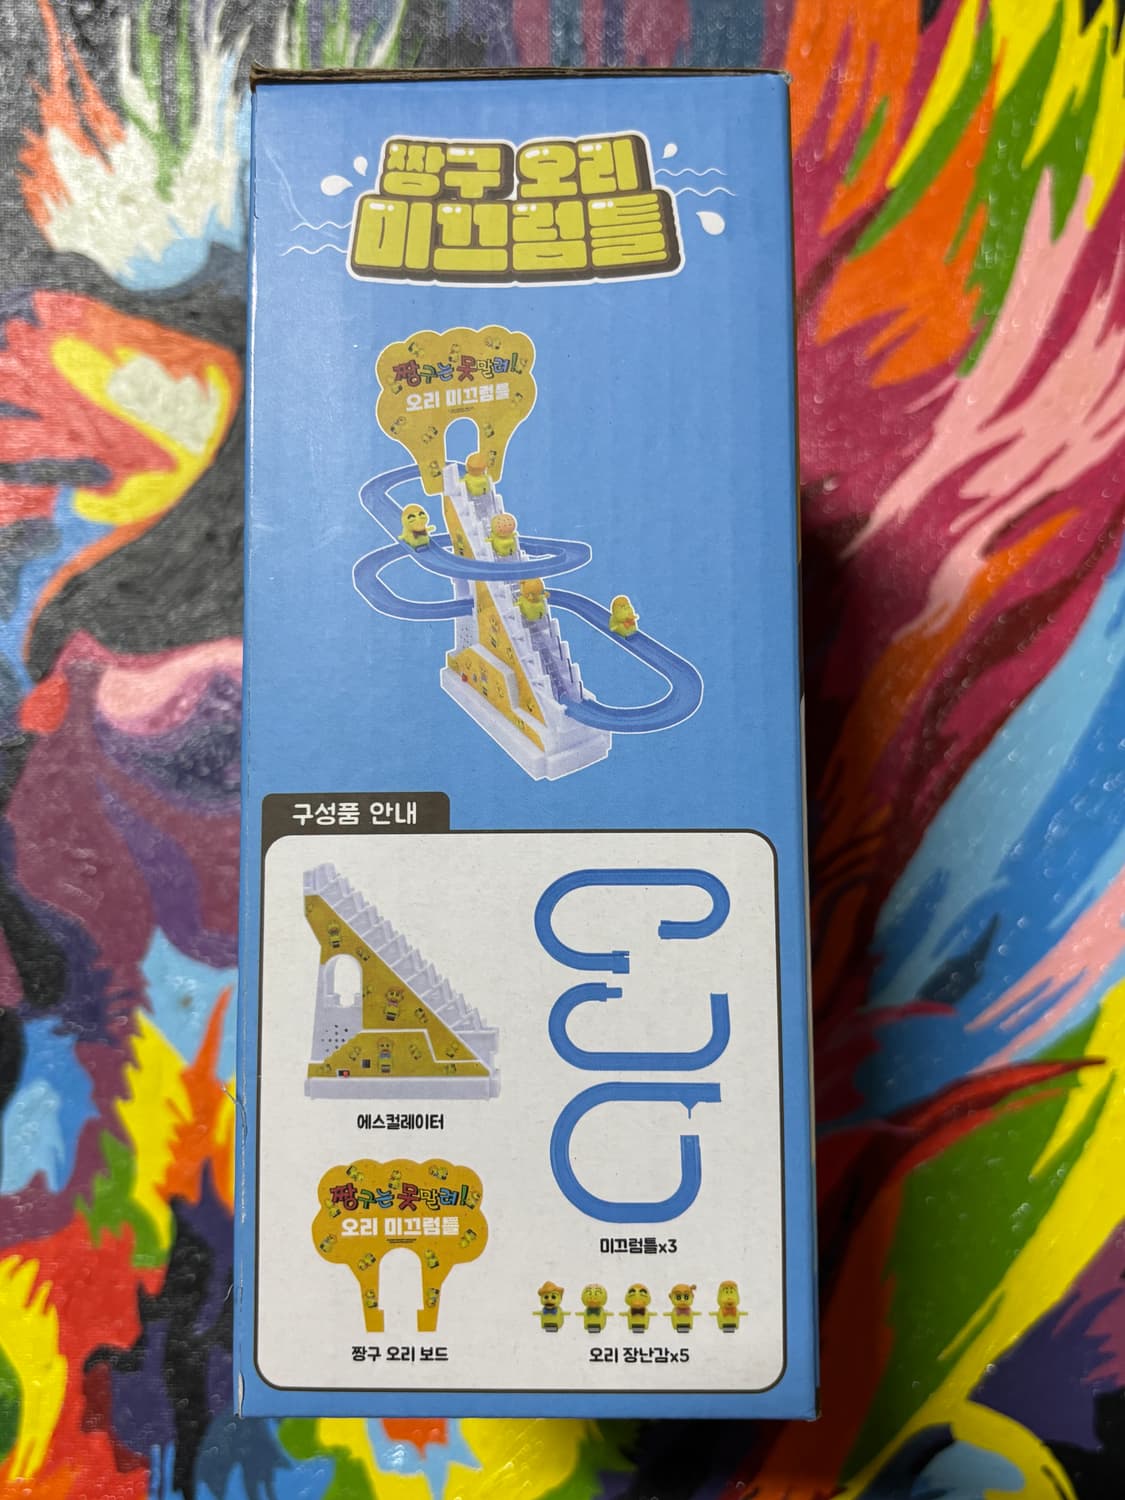 짱구 오리
미끄럼틀
짱구는 못말려!
오리 미끄럼틀
구성품 안내
에스컬레이터
짱구는 못말려!
오리 미끄럼틀
짱구 오리 보드
미끄럼틀x3
오리 장난감x5